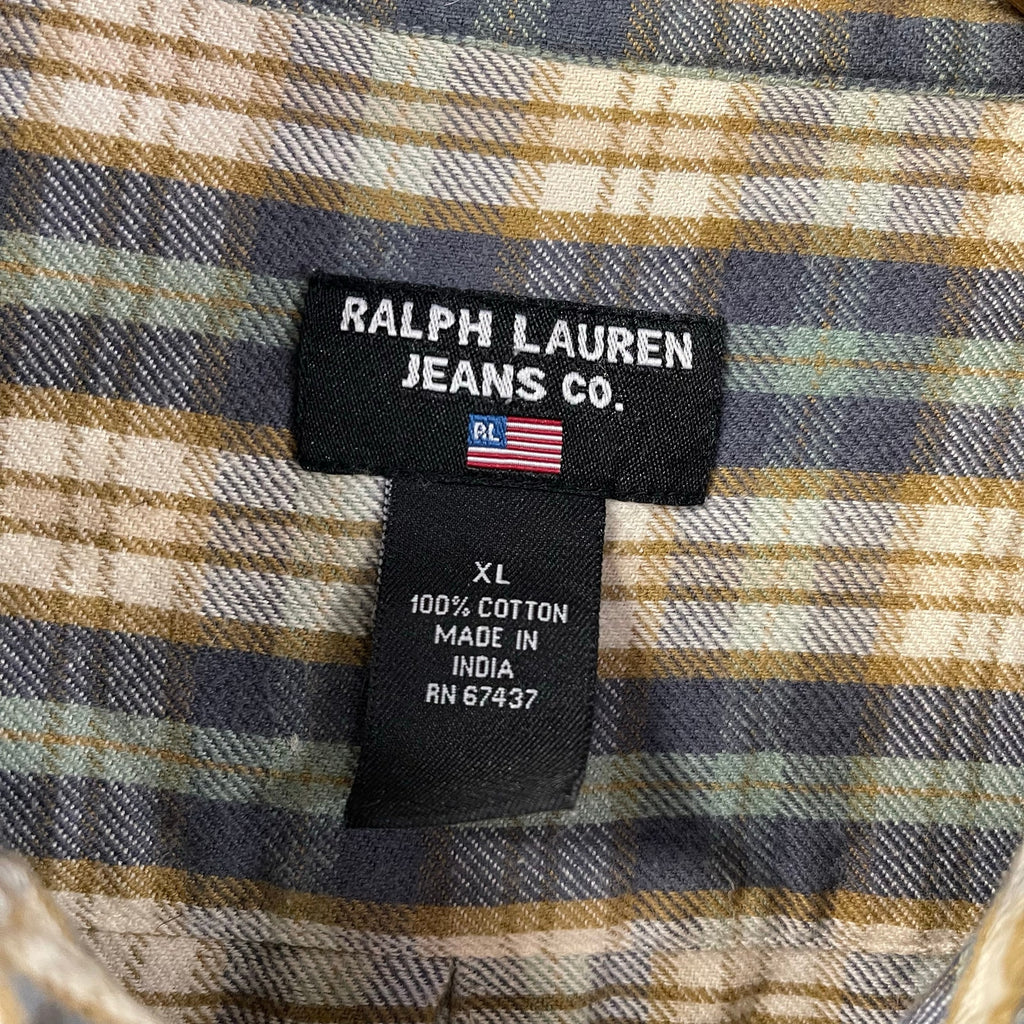 RALPH LAUREN
JEANS CO.
RL
XL
100% COTTON
MADE IN
INDIA
RN 67437